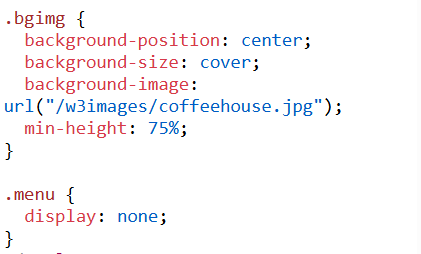 .bgimg {
  background-position: center;
  background-size: cover;
  background-image:
url("/w3images/coffeehouse.jpg");
  min-height: 75%;
}

.menu {
  display: none;
}